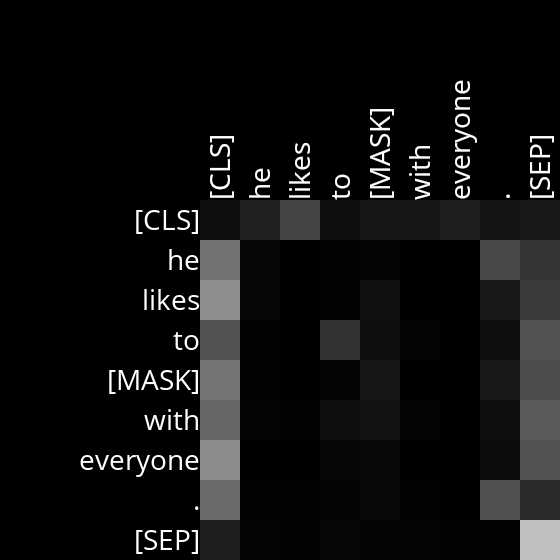 [CLS] he likes to [MASK] with everyone . [SEP]
[CLS]
he
likes
to
[MASK]
with
everyone
.
[SEP]